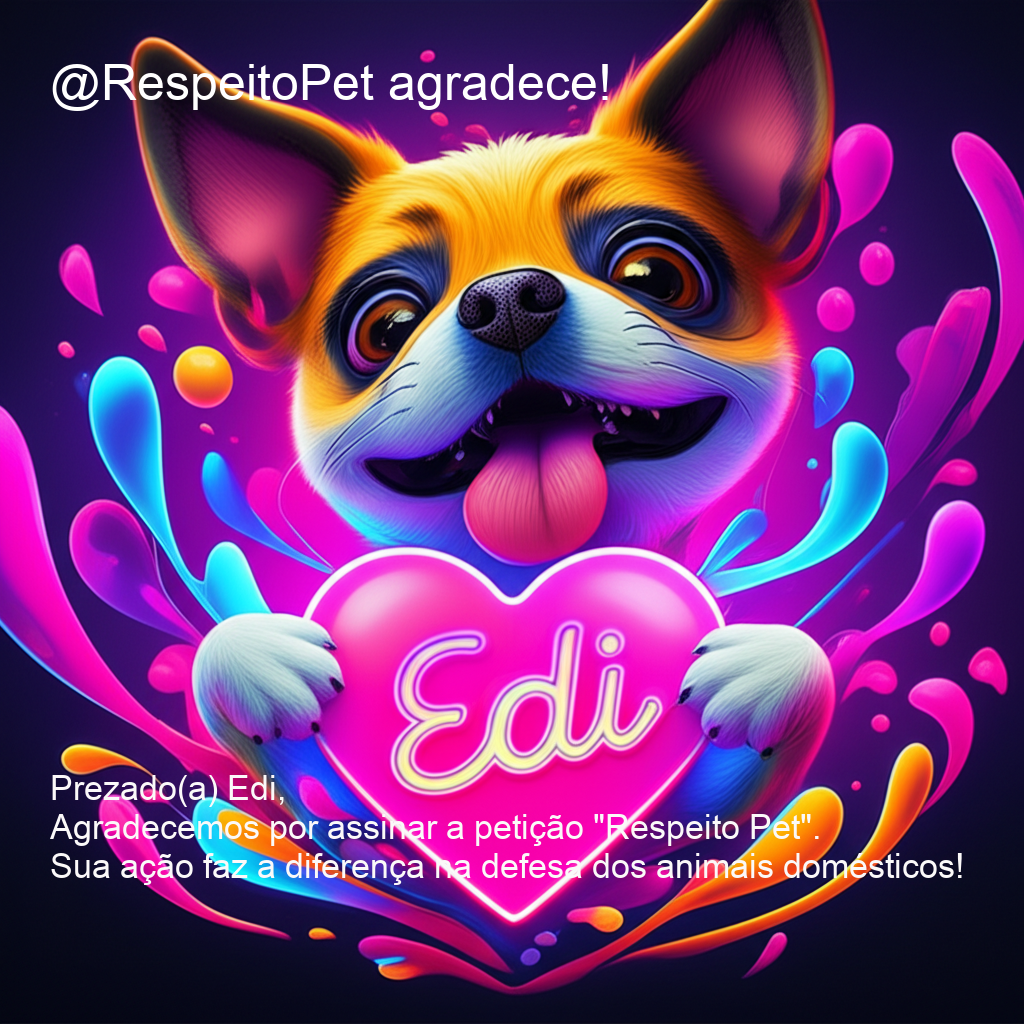 @RespeitoPet agradece!
Edi
Prezado(a) Edi,
Agradecemos por assinar a petição "Respeito Pet".
Sua ação faz a diferença na defesa dos animais domésticos!